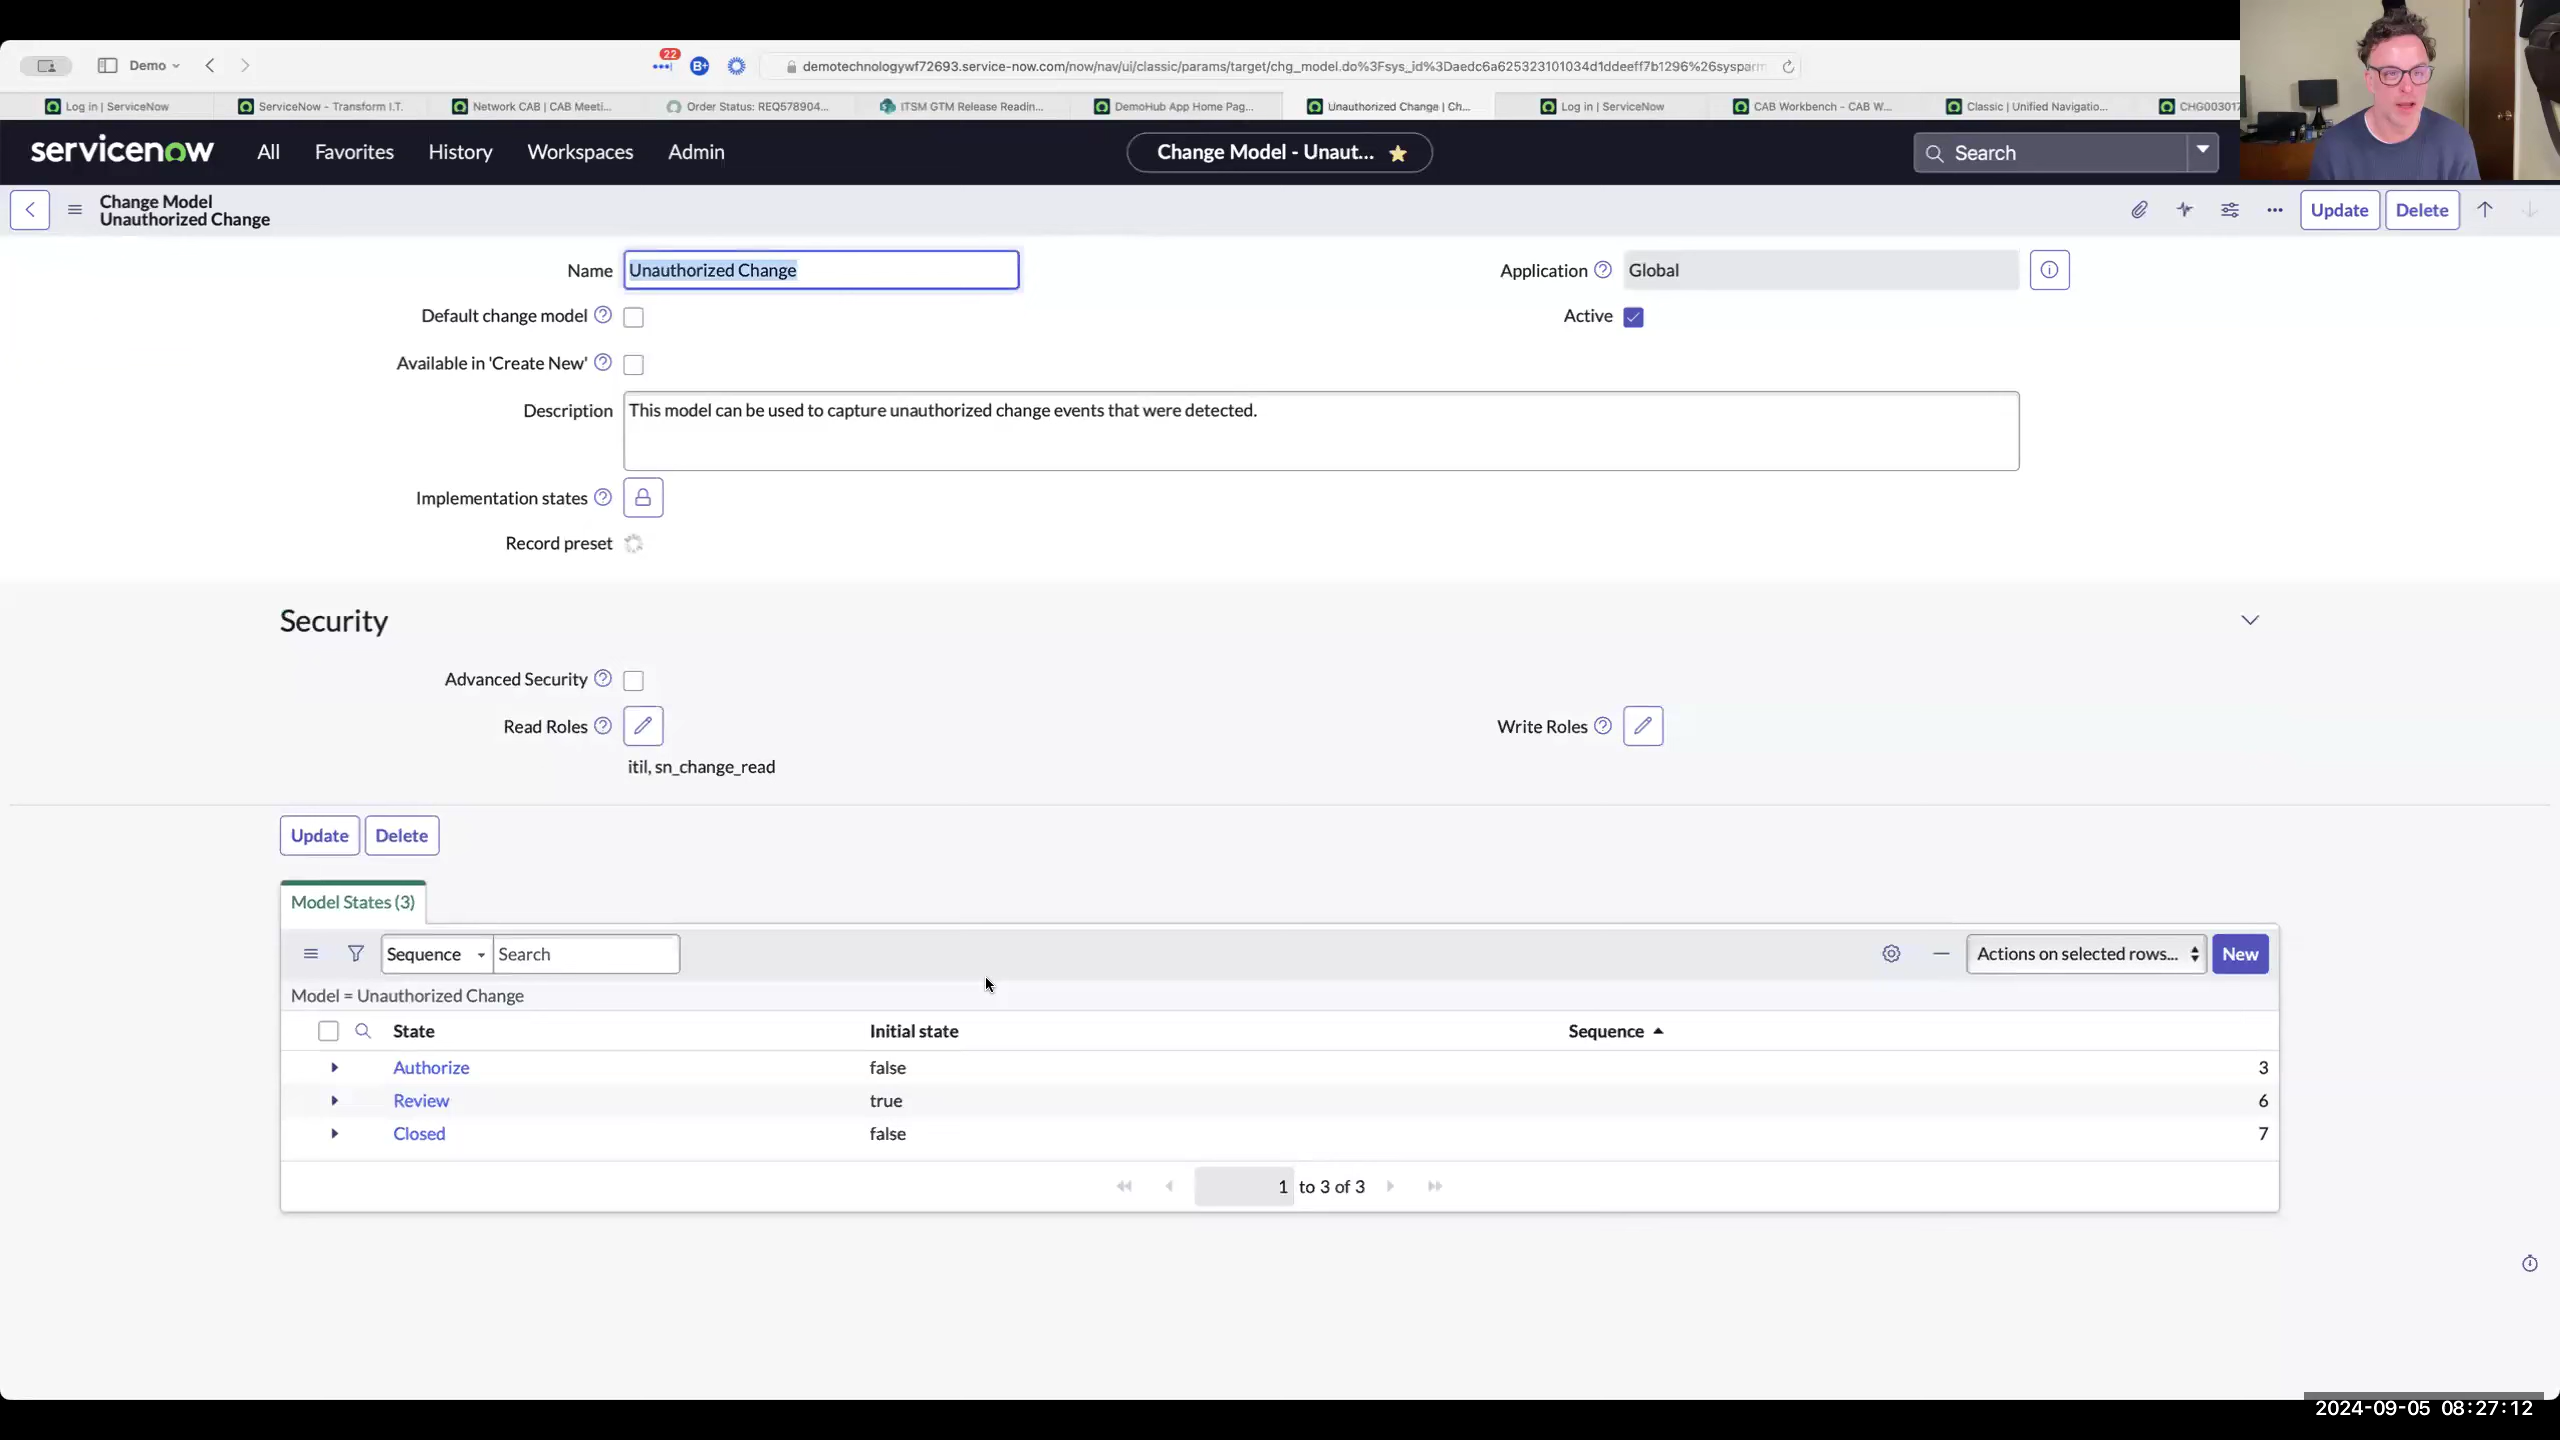 Demo
22
B+
demotechnologywf72693.service-now.com/now/nav/ui/classic/params/target/chg_model.do%3Fsys_id%3Daedc6a625323101034d1ddeeff7b1296%26sysparm
Log in | ServiceNow
ServiceNow - Transform I.T.
Network CAB | CAB Meeti...
Order Status: REQ578904...
ITSM GTM Release Readin...
DemoHub App Home Pag...
Unauthorized Change | Ch...
Log in | ServiceNow
CAB Workbench - CAB W...
Classic | Unified Navigatio...
CHG003017
servicenow
All
Favorites
History
Workspaces
Admin
Change Model - Unaut...
Search
Change Model
Unauthorized Change
Update
Delete
Name
Unauthorized Change
Application
Global
Default change model
Active
Available in 'Create New'
Description
This model can be used to capture unauthorized change events that were detected.
Implementation states
Record preset
Security
Advanced Security
Read Roles
Write Roles
itil, sn_change_read
Update
Delete
Model States (3)
Sequence
Search
Actions on selected rows...
New
Model = Unauthorized Change
State
Initial state
Sequence
Authorize
false
3
Review
true
6
Closed
false
7
1 to 3 of 3
2024-09-05 08:27:12